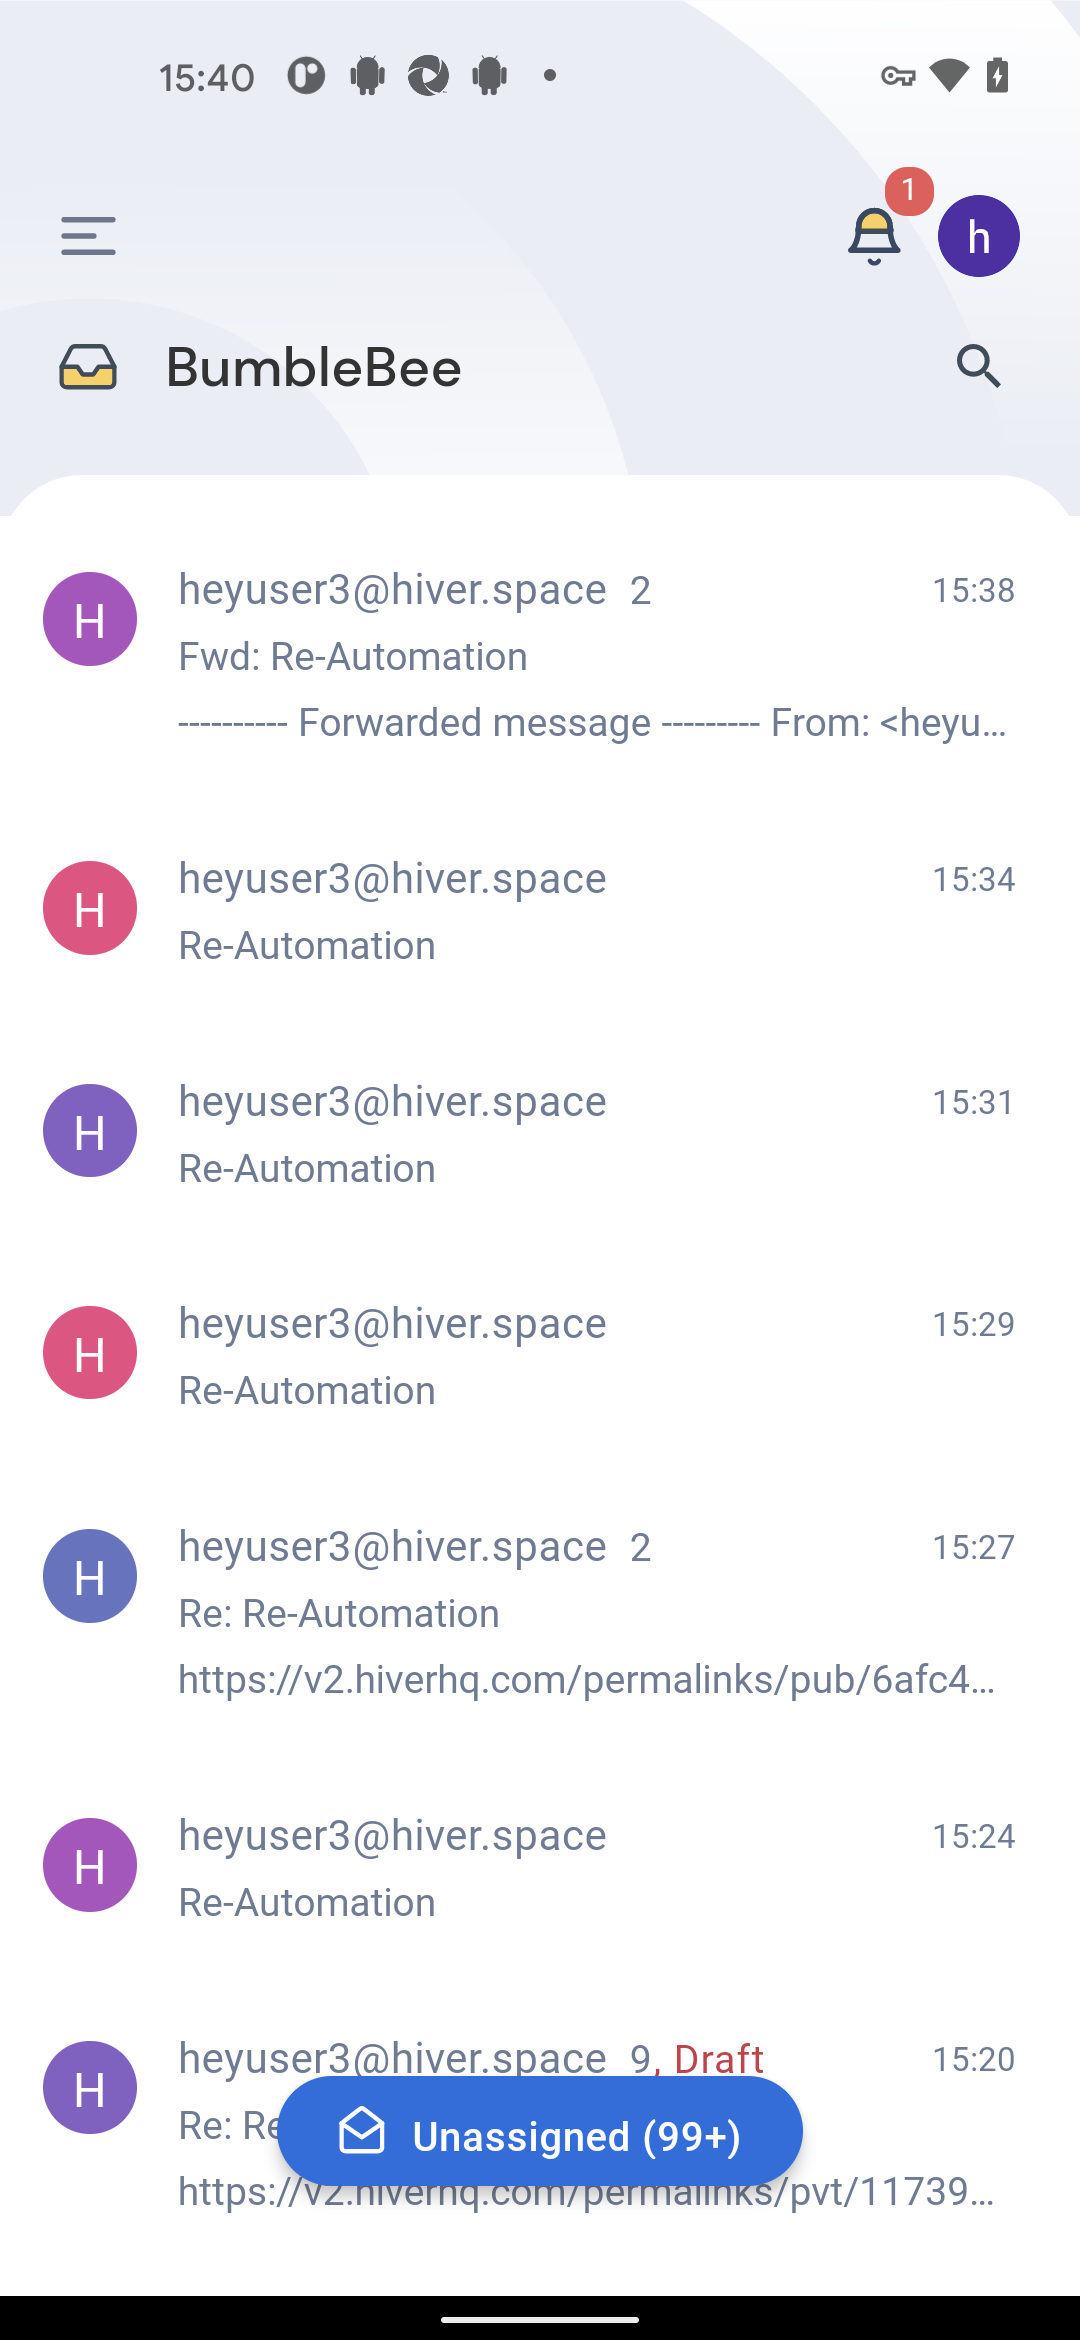 15:40
1
h
BumbleBee
H
heyuser3@hiver.space 2 15:38
Fwd: Re-Automation
---------- Forwarded message --------- From: <heyu...
H
heyuser3@hiver.space 15:34
Re-Automation
H
heyuser3@hiver.space 15:31
Re-Automation
H
heyuser3@hiver.space 15:29
Re-Automation
H
heyuser3@hiver.space 2 15:27
Re: Re-Automation
https://v2.hiverhq.com/permalinks/pub/6afc4...
H
heyuser3@hiver.space 15:24
Re-Automation
H
heyuser3@hiver.space 9, Draft 15:20
Re: Re
Unassigned (99+)
https://v2.hiverhq.com/permalinks/pvt/11739...